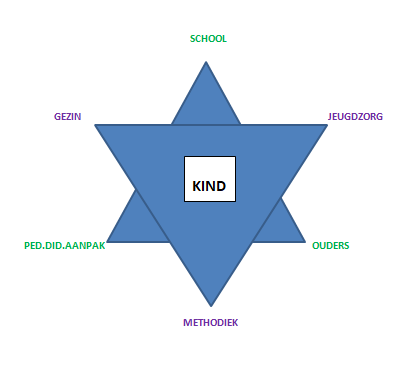 SCHOOL
GEZIN
JEUGDZORG
KIND
PED.DID.AANPAK
OUDERS
METHODIEK